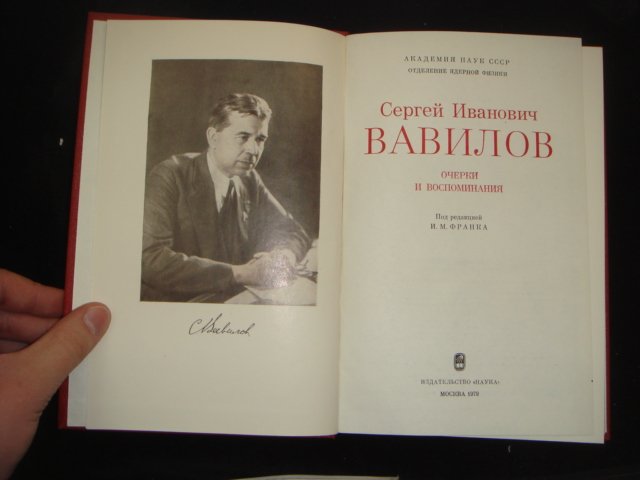 С Вавилов
АКАДЕМИЯ НАУК СССР
ОТДЕЛЕНИЕ ЯДЕРНОЙ ФИЗИКИ
Сергей Иванович
ВАВИЛОВ
ОЧЕРКИ
И ВОСПОМИНАНИЯ
Под редакцией
И. М. ФРАНКА
ИЗДАТЕЛЬСТВО «НАУКА»
МОСКВА 1979